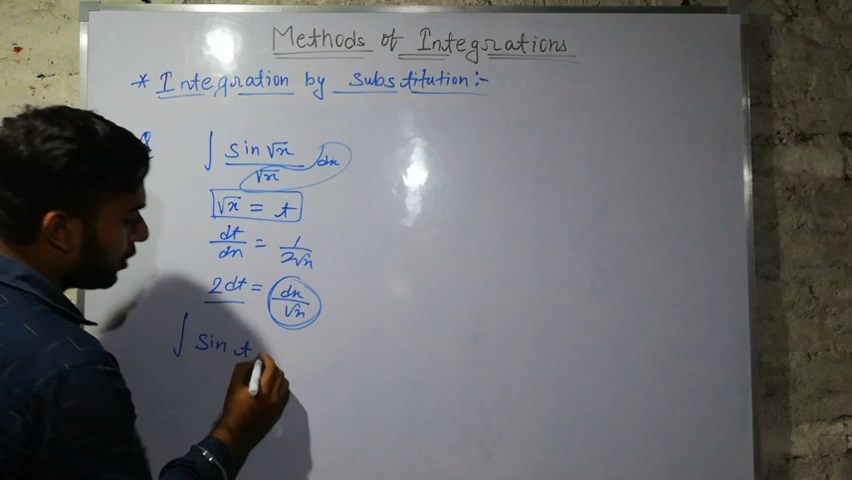 Methods of Integrations
* Integration by Substitution:-
∫ sin √x / √x dx
√x = t
dt/dx = 1/2√x
2dt = dx/√x
∫ sin t